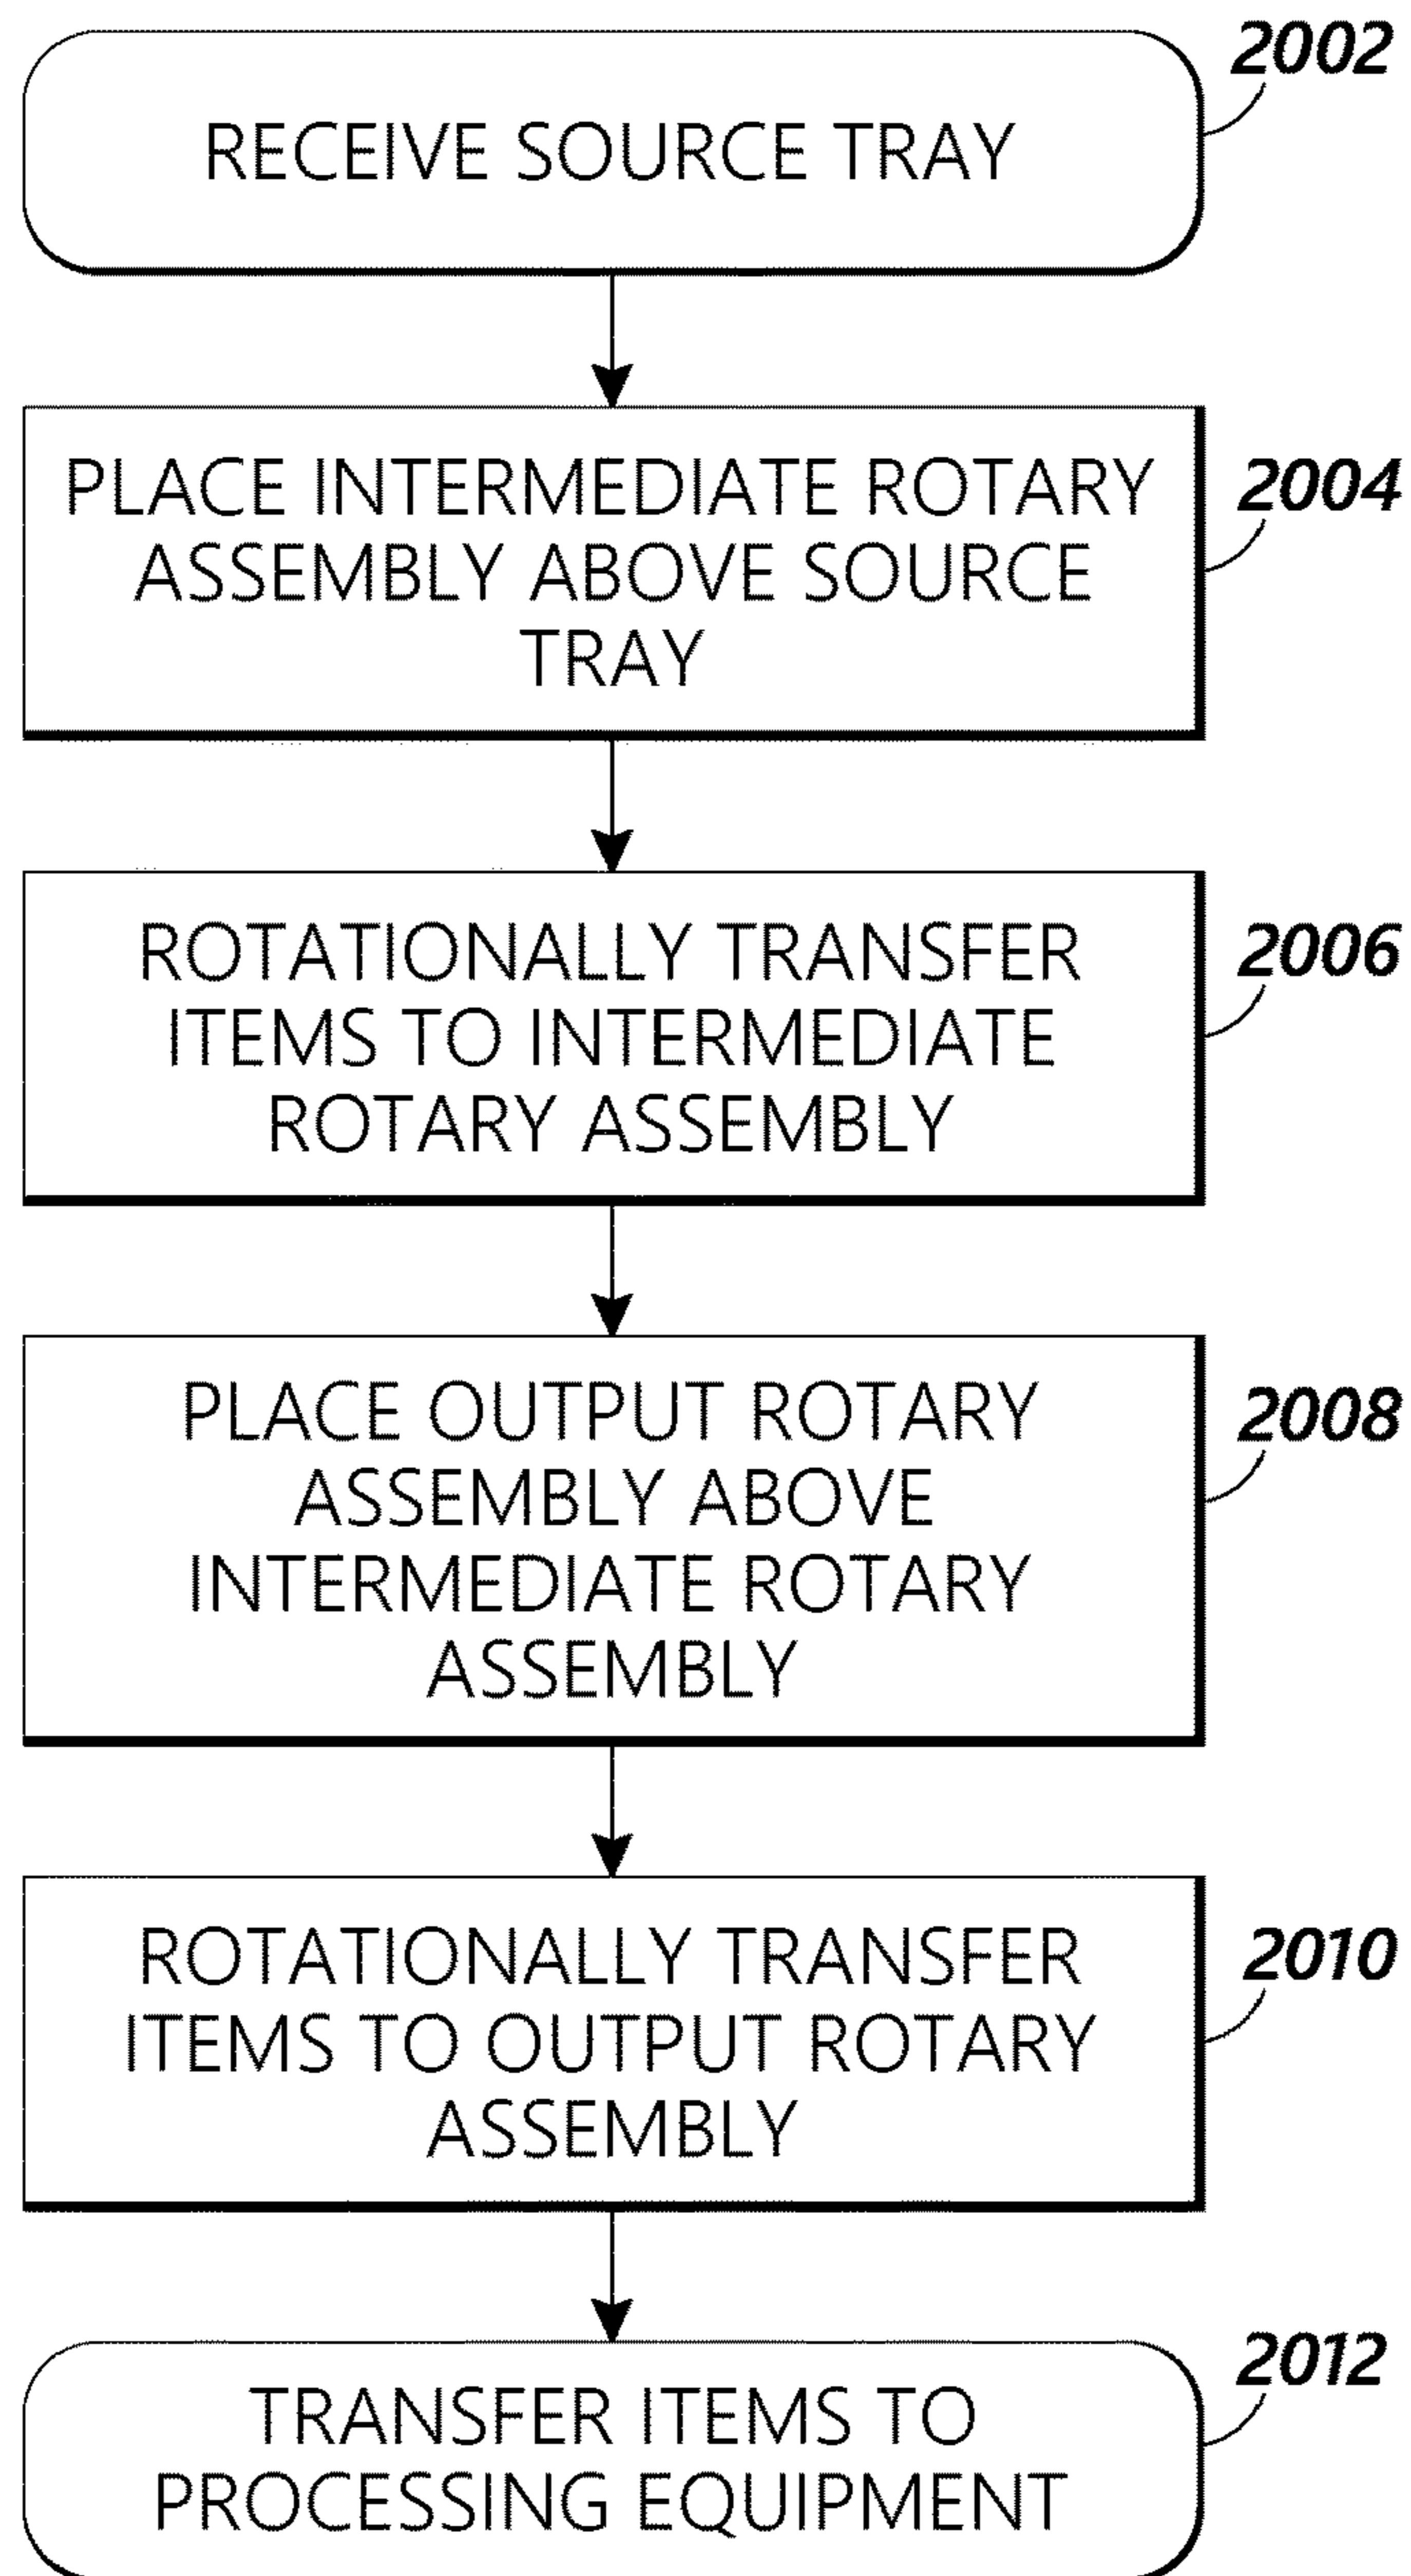 2002
RECEIVE SOURCE TRAY
2004
PLACE INTERMEDIATE ROTARY
ASSEMBLY ABOVE SOURCE
TRAY
2006
ROTATIONALLY TRANSFER
ITEMS TO INTERMEDIATE
ROTARY ASSEMBLY
2008
PLACE OUTPUT ROTARY
ASSEMBLY ABOVE
INTERMEDIATE ROTARY
ASSEMBLY
2010
ROTATIONALLY TRANSFER
ITEMS TO OUTPUT ROTARY
ASSEMBLY
2012
TRANSFER ITEMS TO
PROCESSING EQUIPMENT